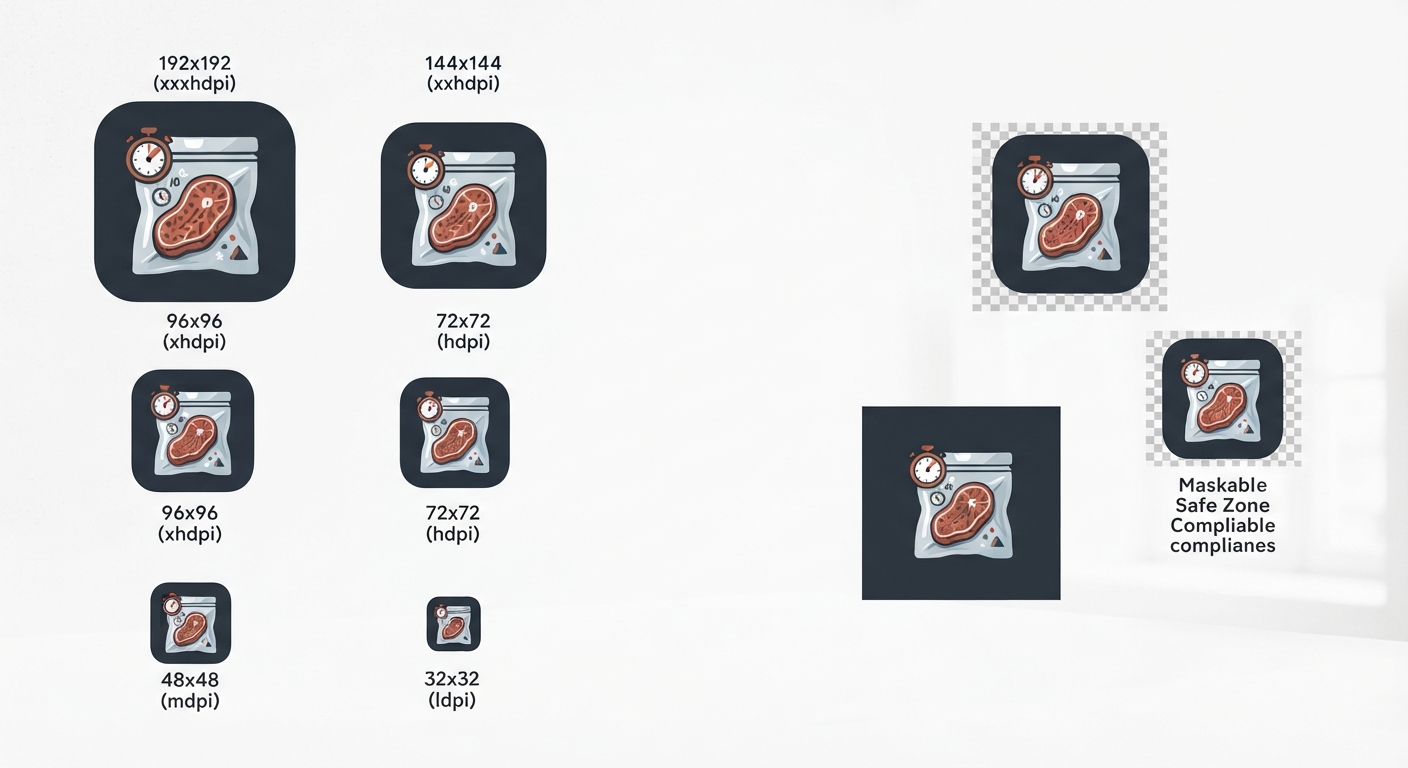 192x192
(xxxhdpi)
144x144
(xxhdpi)
96x96
(xhdpi)
72x72
(hdpi)
96x96
(xhdpi)
72x72
(hdpi)
48x48
(mdpi)
32x32
(ldpi)
Maskable
Safe Zone
Compliable
complianes